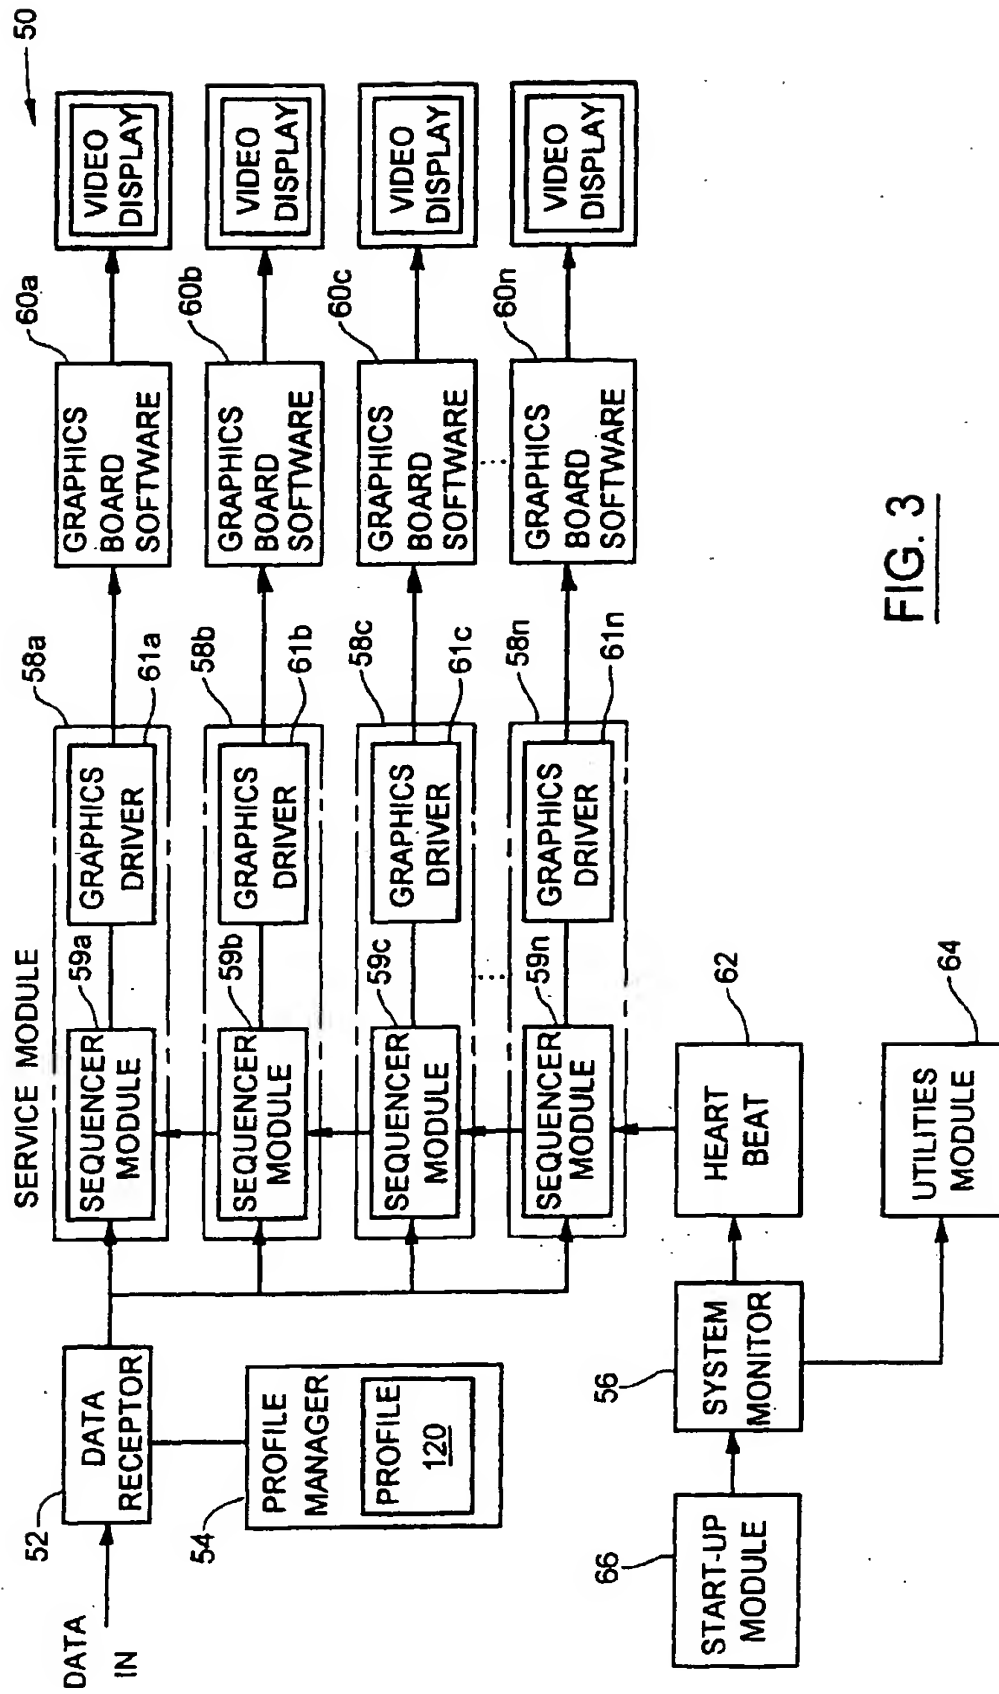 50
DATA
IN
52
DATA
RECEPTOR
54
PROFILE
MANAGER
PROFILE
120
SERVICE MODULE
58a
59a
SEQUENCER
MODULE
61a
GRAPHICS
DRIVER
60a
GRAPHICS
BOARD
SOFTWARE
VIDEO
DISPLAY
58b
59b
SEQUENCER
MODULE
61b
GRAPHICS
DRIVER
60b
GRAPHICS
BOARD
SOFTWARE
VIDEO
DISPLAY
58c
59c
SEQUENCER
MODULE
61c
GRAPHICS
DRIVER
60c
GRAPHICS
BOARD
SOFTWARE
VIDEO
DISPLAY
58n
59n
SEQUENCER
MODULE
61n
GRAPHICS
DRIVER
60n
GRAPHICS
BOARD
SOFTWARE
VIDEO
DISPLAY
66
START-UP
MODULE
56
SYSTEM
MONITOR
62
HEART
BEAT
64
UTILITIES
MODULE
FIG. 3